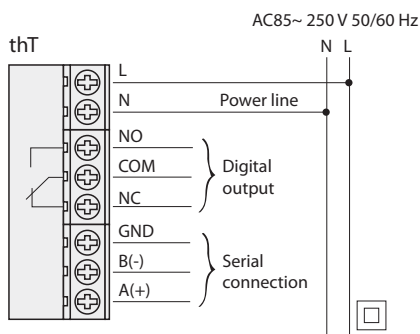 AC85~ 250 V 50/60 Hz
thT
N L
L
N
Power line
NO
COM
NC
Digital
output
GND
B(-)
A(+)
Serial
connection